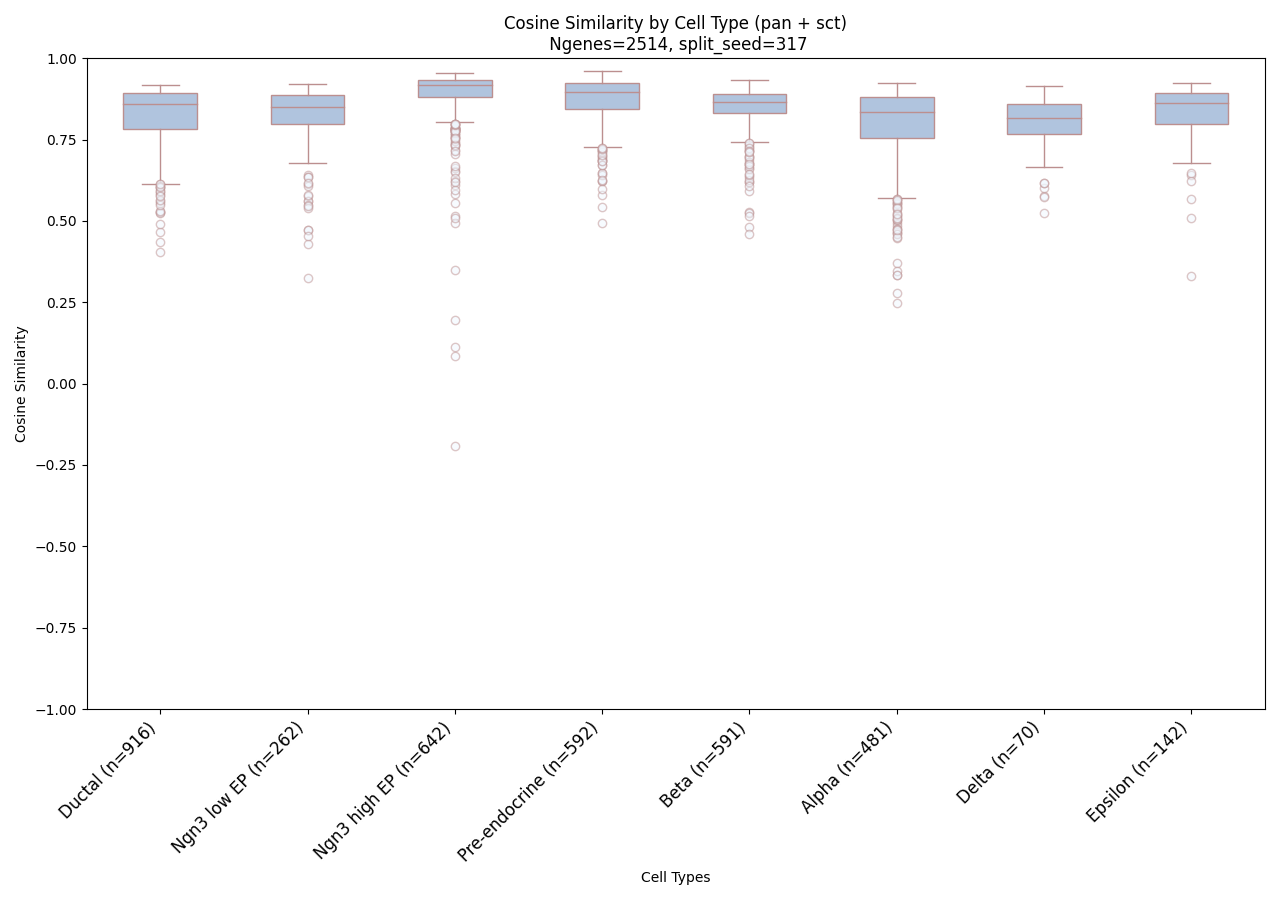 Cosine Similarity by Cell Type (pan + sct)
Ngenes=2514, split_seed=317
1.00
0.75
0.50
0.25
0.00
−0.25
−0.50
−0.75
−1.00
Cosine Similarity
Ductal (n=916)
Ngn3 low EP (n=262)
Ngn3 high EP (n=642)
Pre-endocrine (n=592)
Beta (n=591)
Alpha (n=481)
Delta (n=70)
Epsilon (n=142)
Cell Types